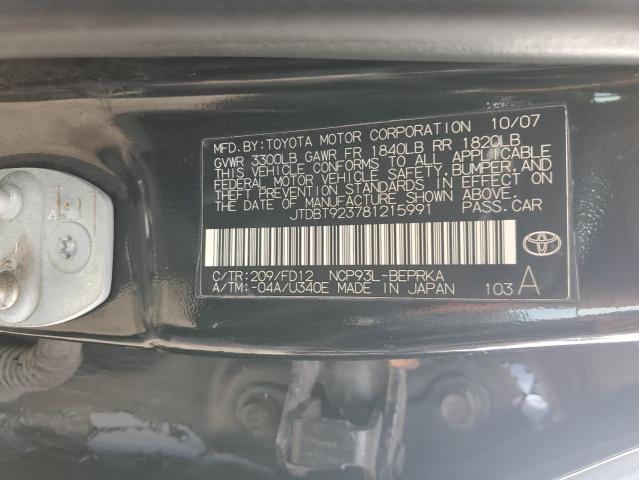 MFD. BY: TOYOTA MOTOR CORPORATION 10/07
GVWR 3300LB GAWR FR 1840LB RR 1820LB
THIS VEHICLE CONFORMS TO ALL APPLICABLE
FEDERAL MOTOR VEHICLE SAFETY, BUMPER, AND
THEFT PREVENTION STANDARDS IN EFFECT ON
THE DATE OF MANUFACTURE SHOWN ABOVE.
JTDBT923781215991 PASS. CAR
C/TR: 209/FD12 NCP93L-BEPRKA
A/TM: -04A/U340E MADE IN JAPAN 103 A